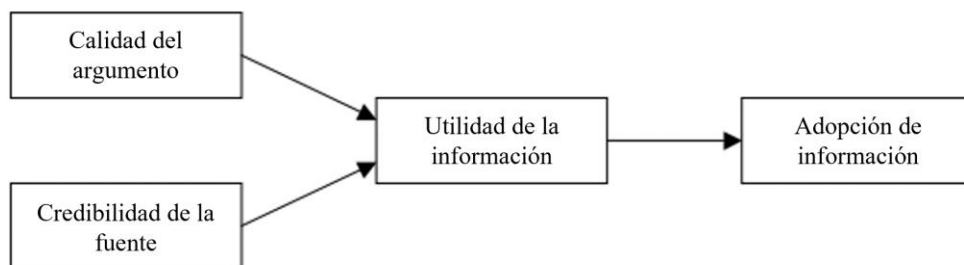 Calidad del
argumento
Utilidad de la
información
Adopción de
información
Credibilidad de la
fuente